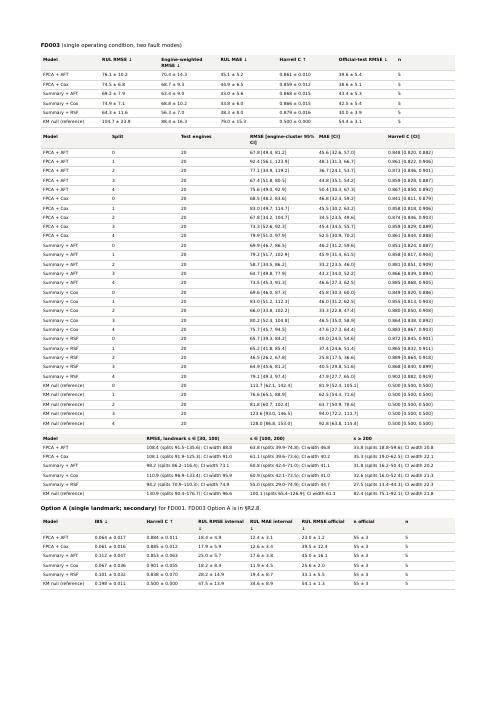 FD003 (single operating condition, two fault modes)
Model RUL RMSE ↓ Engine-weighted RMSE ↓ RUL MAE ↓ Harrell C ↑ Official-test RMSE ↓ n
FPCA + AFT 76.1 ± 10.2 70.4 ± 14.3 45.1 ± 5.2 0.861 ± 0.010 39.6 ± 5.4 5
FPCA + Cox 74.5 ± 6.8 68.7 ± 9.3 44.9 ± 6.5 0.859 ± 0.012 38.6 ± 5.1 5
Summary + AFT 69.2 ± 7.9 63.4 ± 9.0 43.0 ± 5.6 0.868 ± 0.015 43.4 ± 5.3 5
Summary + Cox 74.9 ± 7.1 68.8 ± 10.2 43.8 ± 6.0 0.866 ± 0.015 42.5 ± 5.4 5
Summary + RSF 64.3 ± 11.6 56.3 ± 7.0 38.3 ± 8.0 0.879 ± 0.016 30.0 ± 3.9 5
KM null (reference) 104.7 ± 23.9 88.4 ± 16.3 79.0 ± 15.3 0.500 ± 0.000 54.4 ± 3.1 5
Model Split Test engines RMSE [engine-cluster 95% CI] MAE [CI] Harrell C [CI]
FPCA + AFT 0 20 67.8 [49.4, 81.2] 45.6 [32.6, 57.0] 0.848 [0.820, 0.882]
FPCA + AFT 1 20 92.4 [56.1, 123.9] 48.1 [31.3, 66.7] 0.861 [0.822, 0.906]
FPCA + AFT 2 20 77.1 [34.9, 119.2] 36.7 [24.1, 53.7] 0.873 [0.846, 0.901]
FPCA + AFT 3 20 67.4 [51.8, 80.5] 44.8 [35.1, 54.2] 0.859 [0.828, 0.887]
FPCA + AFT 4 20 75.6 [49.0, 92.9] 50.4 [30.3, 67.3] 0.867 [0.850, 0.892]
FPCA + Cox 0 20 68.5 [48.2, 83.6] 46.8 [32.4, 59.2] 0.841 [0.811, 0.879]
FPCA + Cox 1 20 83.0 [49.7, 114.7] 45.5 [30.2, 63.2] 0.858 [0.818, 0.906]
FPCA + Cox 2 20 67.8 [34.2, 104.7] 34.5 [23.5, 49.6] 0.874 [0.846, 0.903]
FPCA + Cox 3 20 73.3 [52.6, 92.3] 45.4 [34.5, 55.7] 0.859 [0.829, 0.889]
FPCA + Cox 4 20 79.9 [51.0, 97.9] 52.5 [30.9, 70.2] 0.861 [0.844, 0.888]
Summary + AFT 0 20 69.9 [46.7, 86.5] 46.2 [31.2, 59.6] 0.851 [0.824, 0.887]
Summary + AFT 1 20 79.2 [51.7, 102.9] 45.9 [31.4, 61.5] 0.858 [0.817, 0.904]
Summary + AFT 2 20 58.7 [34.5, 86.2] 33.2 [23.5, 46.0] 0.881 [0.851, 0.909]
Summary + AFT 3 20 64.7 [49.8, 77.9] 43.2 [34.0, 52.2] 0.866 [0.839, 0.894]
Summary + AFT 4 20 73.5 [45.3, 91.3] 46.6 [27.3, 62.5] 0.885 [0.868, 0.905]
Summary + Cox 0 20 69.6 [46.0, 87.3] 45.8 [30.3, 60.0] 0.849 [0.820, 0.886]
Summary + Cox 1 20 83.0 [51.2, 112.3] 46.0 [31.2, 62.5] 0.855 [0.813, 0.903]
Summary + Cox 2 20 66.0 [33.8, 102.2] 33.3 [22.8, 47.4] 0.880 [0.850, 0.908]
Summary + Cox 3 20 80.2 [52.4, 104.8] 46.5 [35.0, 58.9] 0.864 [0.838, 0.892]
Summary + Cox 4 20 75.7 [45.7, 94.5] 47.6 [27.3, 64.4] 0.883 [0.867, 0.903]
Summary + RSF 0 20 65.7 [39.3, 84.2] 40.0 [24.5, 54.6] 0.872 [0.845, 0.901]
Summary + RSF 1 20 65.2 [41.8, 85.4] 37.4 [24.6, 51.4] 0.865 [0.832, 0.911]
Summary + RSF 2 20 46.5 [26.2, 67.8] 25.8 [17.5, 36.6] 0.889 [0.864, 0.918]
Summary + RSF 3 20 64.9 [45.6, 81.2] 40.5 [29.8, 51.6] 0.868 [0.840, 0.899]
Summary + RSF 4 20 79.1 [49.3, 97.4] 47.9 [27.7, 65.0] 0.902 [0.882, 0.919]
KM null (reference) 0 20 113.7 [62.1, 142.4] 81.9 [52.4, 105.1] 0.500 [0.500, 0.500]
KM null (reference) 1 20 76.6 [65.1, 88.9] 62.5 [54.4, 71.6] 0.500 [0.500, 0.500]
KM null (reference) 2 20 81.8 [60.7, 102.4] 63.7 [50.9, 78.6] 0.500 [0.500, 0.500]
KM null (reference) 3 20 123.6 [93.0, 146.5] 94.0 [72.2, 111.7] 0.500 [0.500, 0.500]
KM null (reference) 4 20 128.0 [86.8, 153.0] 92.8 [63.8, 115.4] 0.500 [0.500, 0.500]
Model RMSE, landmark s ∈ [30, 100) s ∈ [100, 200) s ≥ 200
FPCA + AFT 108.4 (splits 91.5–135.6); CI width 88.8 63.8 (splits 39.9–74.8); CI width 46.8 33.8 (splits 18.8–59.6); CI width 20.8
FPCA + Cox 108.1 (splits 91.9–125.3); CI width 91.0 61.1 (splits 39.6–73.6); CI width 40.2 35.3 (splits 19.0–62.5); CI width 22.1
Summary + AFT 98.2 (splits 86.2–116.4); CI width 73.1 60.8 (splits 42.4–71.0); CI width 41.1 31.8 (splits 16.2–50.4); CI width 20.2
Summary + Cox 110.9 (splits 96.9–133.4); CI width 95.9 60.9 (splits 42.1–73.5); CI width 41.1 32.6 (splits 16.0–52.4); CI width 21.3
Summary + RSF 94.2 (splits 70.9–110.3); CI width 74.9 55.0 (splits 29.0–74.9); CI width 44.7 27.5 (splits 13.4–44.3); CI width 22.3
KM null (reference) 130.9 (splits 90.4–176.7); CI width 96.6 100.1 (splits 65.4–126.9); CI width 61.1 82.4 (splits 75.1–92.1); CI width 21.8
Option A (single landmark; secondary) for FD001. FD003 Option A is in §R2.8.
Model IBS ↓ Harrell C ↑ RUL RMSE internal ↓ RUL MAE internal ↓ RUL RMSE official ↓ n official n
FPCA + AFT 0.064 ± 0.017 0.884 ± 0.011 18.4 ± 4.9 12.4 ± 3.1 23.0 ± 1.2 55 ± 3 5
FPCA + Cox 0.061 ± 0.016 0.885 ± 0.012 17.9 ± 5.9 12.4 ± 3.6 39.5 ± 12.4 55 ± 3 5
Summary + AFT 0.112 ± 0.047 0.853 ± 0.063 25.0 ± 5.7 17.6 ± 3.8 45.0 ± 16.1 55 ± 3 5
Summary + Cox 0.067 ± 0.036 0.901 ± 0.055 18.2 ± 8.4 11.9 ± 4.5 25.6 ± 2.0 55 ± 3 5
Summary + RSF 0.101 ± 0.032 0.838 ± 0.070 28.2 ± 14.9 19.4 ± 8.7 33.1 ± 5.5 55 ± 3 5
KM null (reference) 0.198 ± 0.011 0.500 ± 0.000 47.5 ± 13.9 34.6 ± 8.9 54.1 ± 1.3 55 ± 3 5